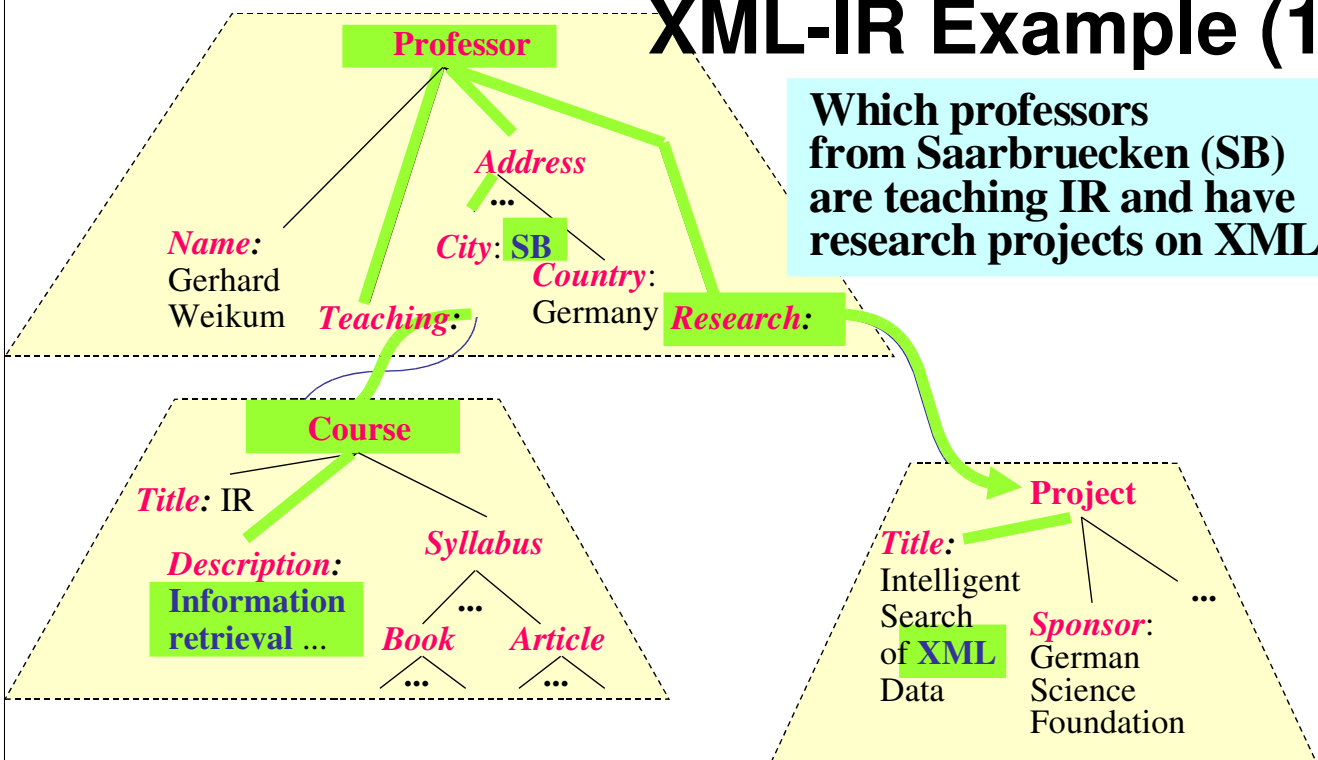 XML-IR Example (1
Which professors
from Saarbruecken (SB)
are teaching IR and have
research projects on XML
Professor
Address
...
Name:
Gerhard
Weikum
City: SB
Country:
Germany
Teaching:
Research:
Course
Title: IR
Description:
Information
retrieval ...
Syllabus
...
Book
Article
...
...
Project
Title:
Intelligent
Search
of XML
Data
...
Sponsor:
German
Science
Foundation